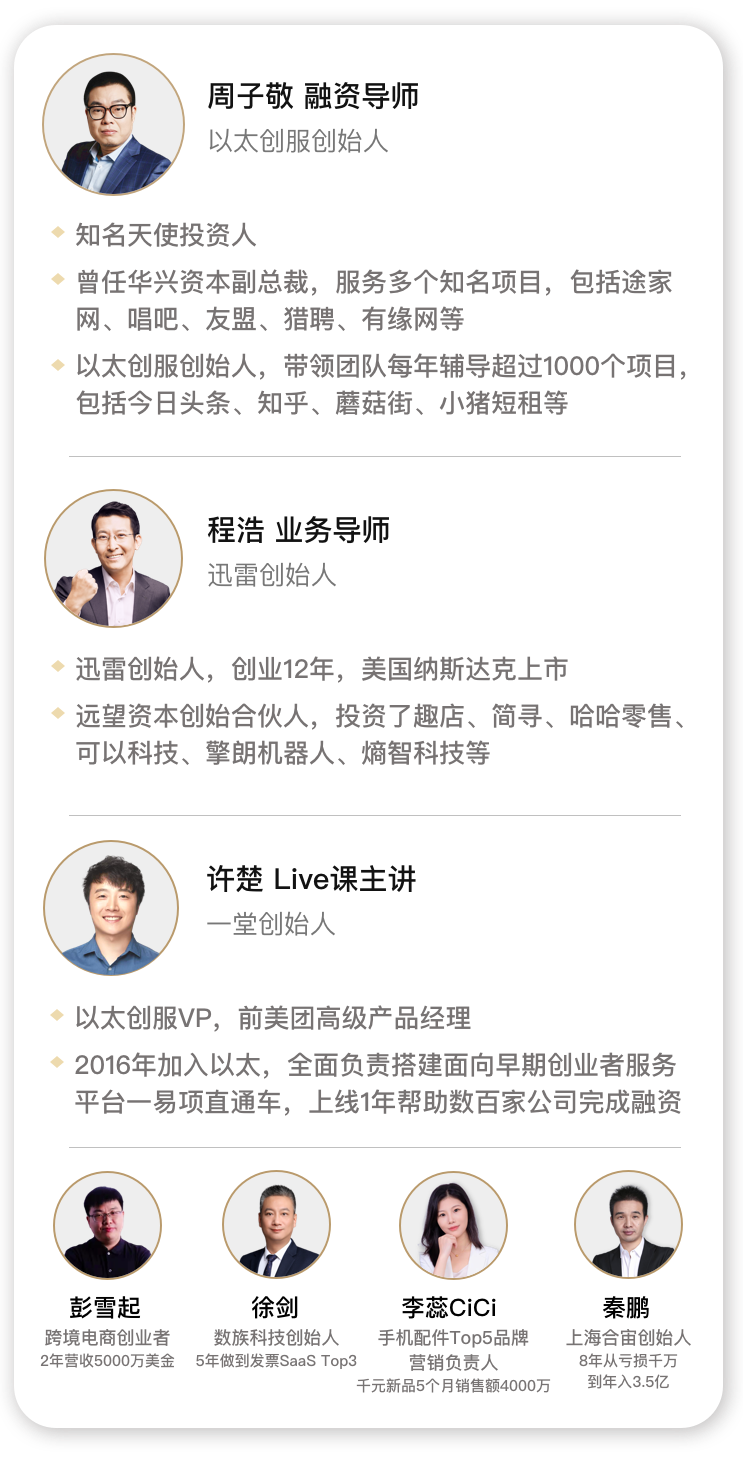 周子敬 融资导师
以太创服创始人
知名天使投资人
曾任华兴资本副总裁，服务多个知名项目，包括途家
网、唱吧、友盟、猎聘、有缘网等
以太创服创始人，带领团队每年辅导超过1000个项目，
包括今日头条、知乎、蘑菇街、小猪短租等
程浩 业务导师
迅雷创始人
迅雷创始人，创业12年，美国纳斯达克上市
远望资本创始合伙人，投资了趣店、简寻、哈哈零售、
可以科技、擎朗机器人、熵智科技等
许楚 Live课主讲
一堂创始人
以太创服VP，前美团高级产品经理
2016年加入以太，全面负责搭建面向早期创业者服务
平台一易项直通车，上线1年帮助数百家公司完成融资
彭雪起
跨境电商创业者
2年营收5000万美金
徐剑
数族科技创始人
5年做到发票SaaS Top3
李蕊CiCi
手机配件Top5品牌
营销负责人
千元新品5个月销售额4000万
秦鹏
上海合宙创始人
8年从亏损千万
到年入3.5亿